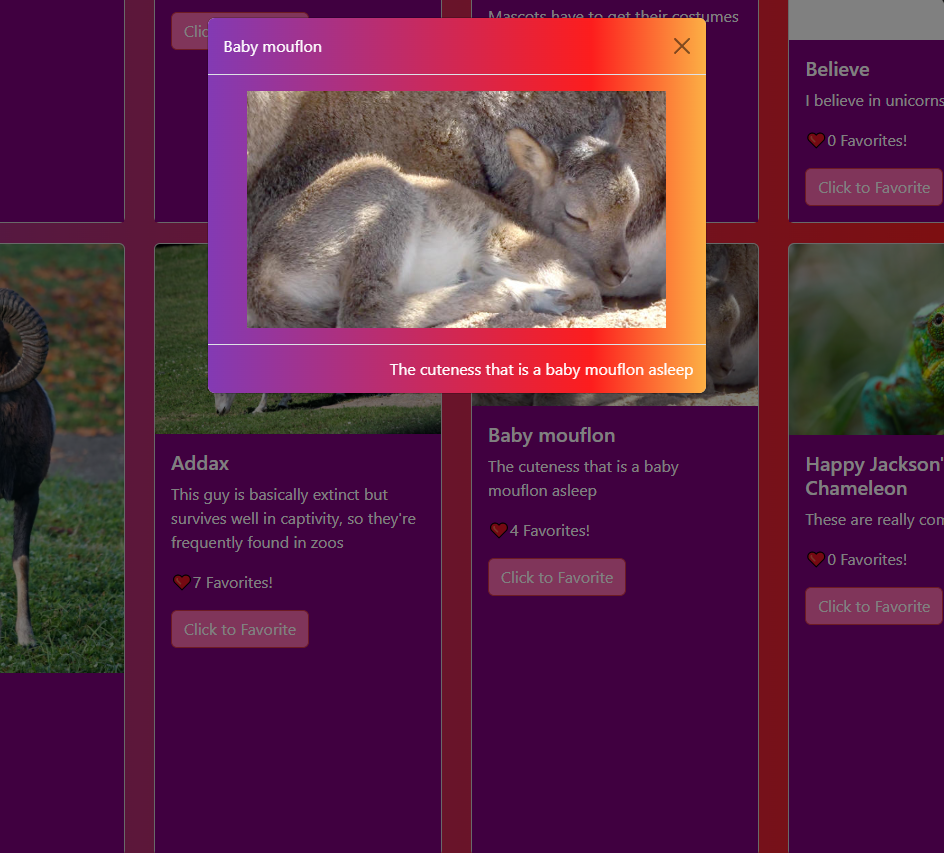 Clic
Mascots have to get their costumes
Believe
I believe in unicorns
0 Favorites!
Click to Favorite
Baby mouflon
The cuteness that is a baby mouflon asleep
Addax
This guy is basically extinct but
survives well in captivity, so they're
frequently found in zoos
7 Favorites!
Click to Favorite
Baby mouflon
The cuteness that is a baby
mouflon asleep
4 Favorites!
Click to Favorite
Happy Jackson'
Chameleon
These are really con
0 Favorites!
Click to Favorite